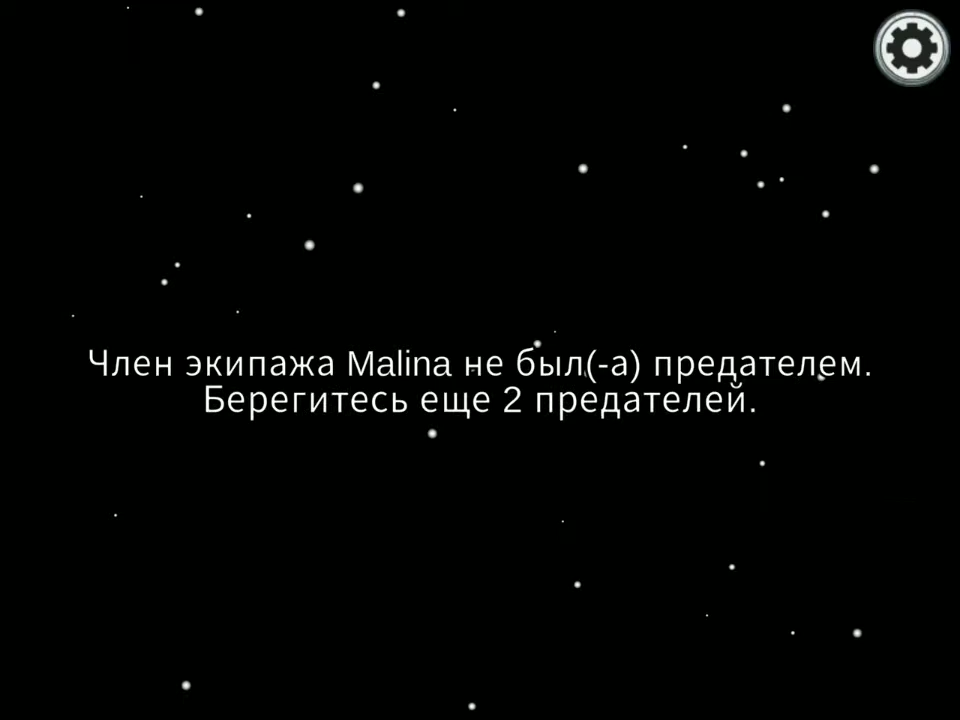 Член экипажа Malina не был(-а) предателем.
Берегитесь еще 2 предателей.